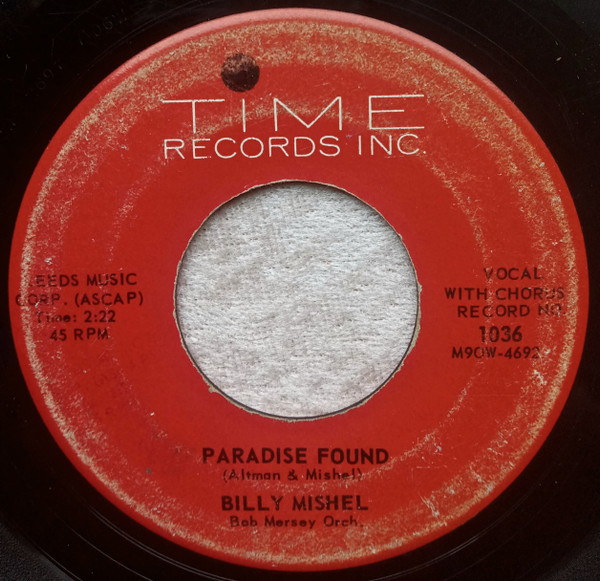 TIME
RECORDS INC.
LEEDS MUSIC
CORP. (ASCAP)
Time: 2:22
45 RPM
VOCAL
WITH CHORUS
RECORD NO.
1036
M9OW-4692
PARADISE FOUND
(Altman & Mishel)
BILLY MISHEL
Bob Mersey Orch.